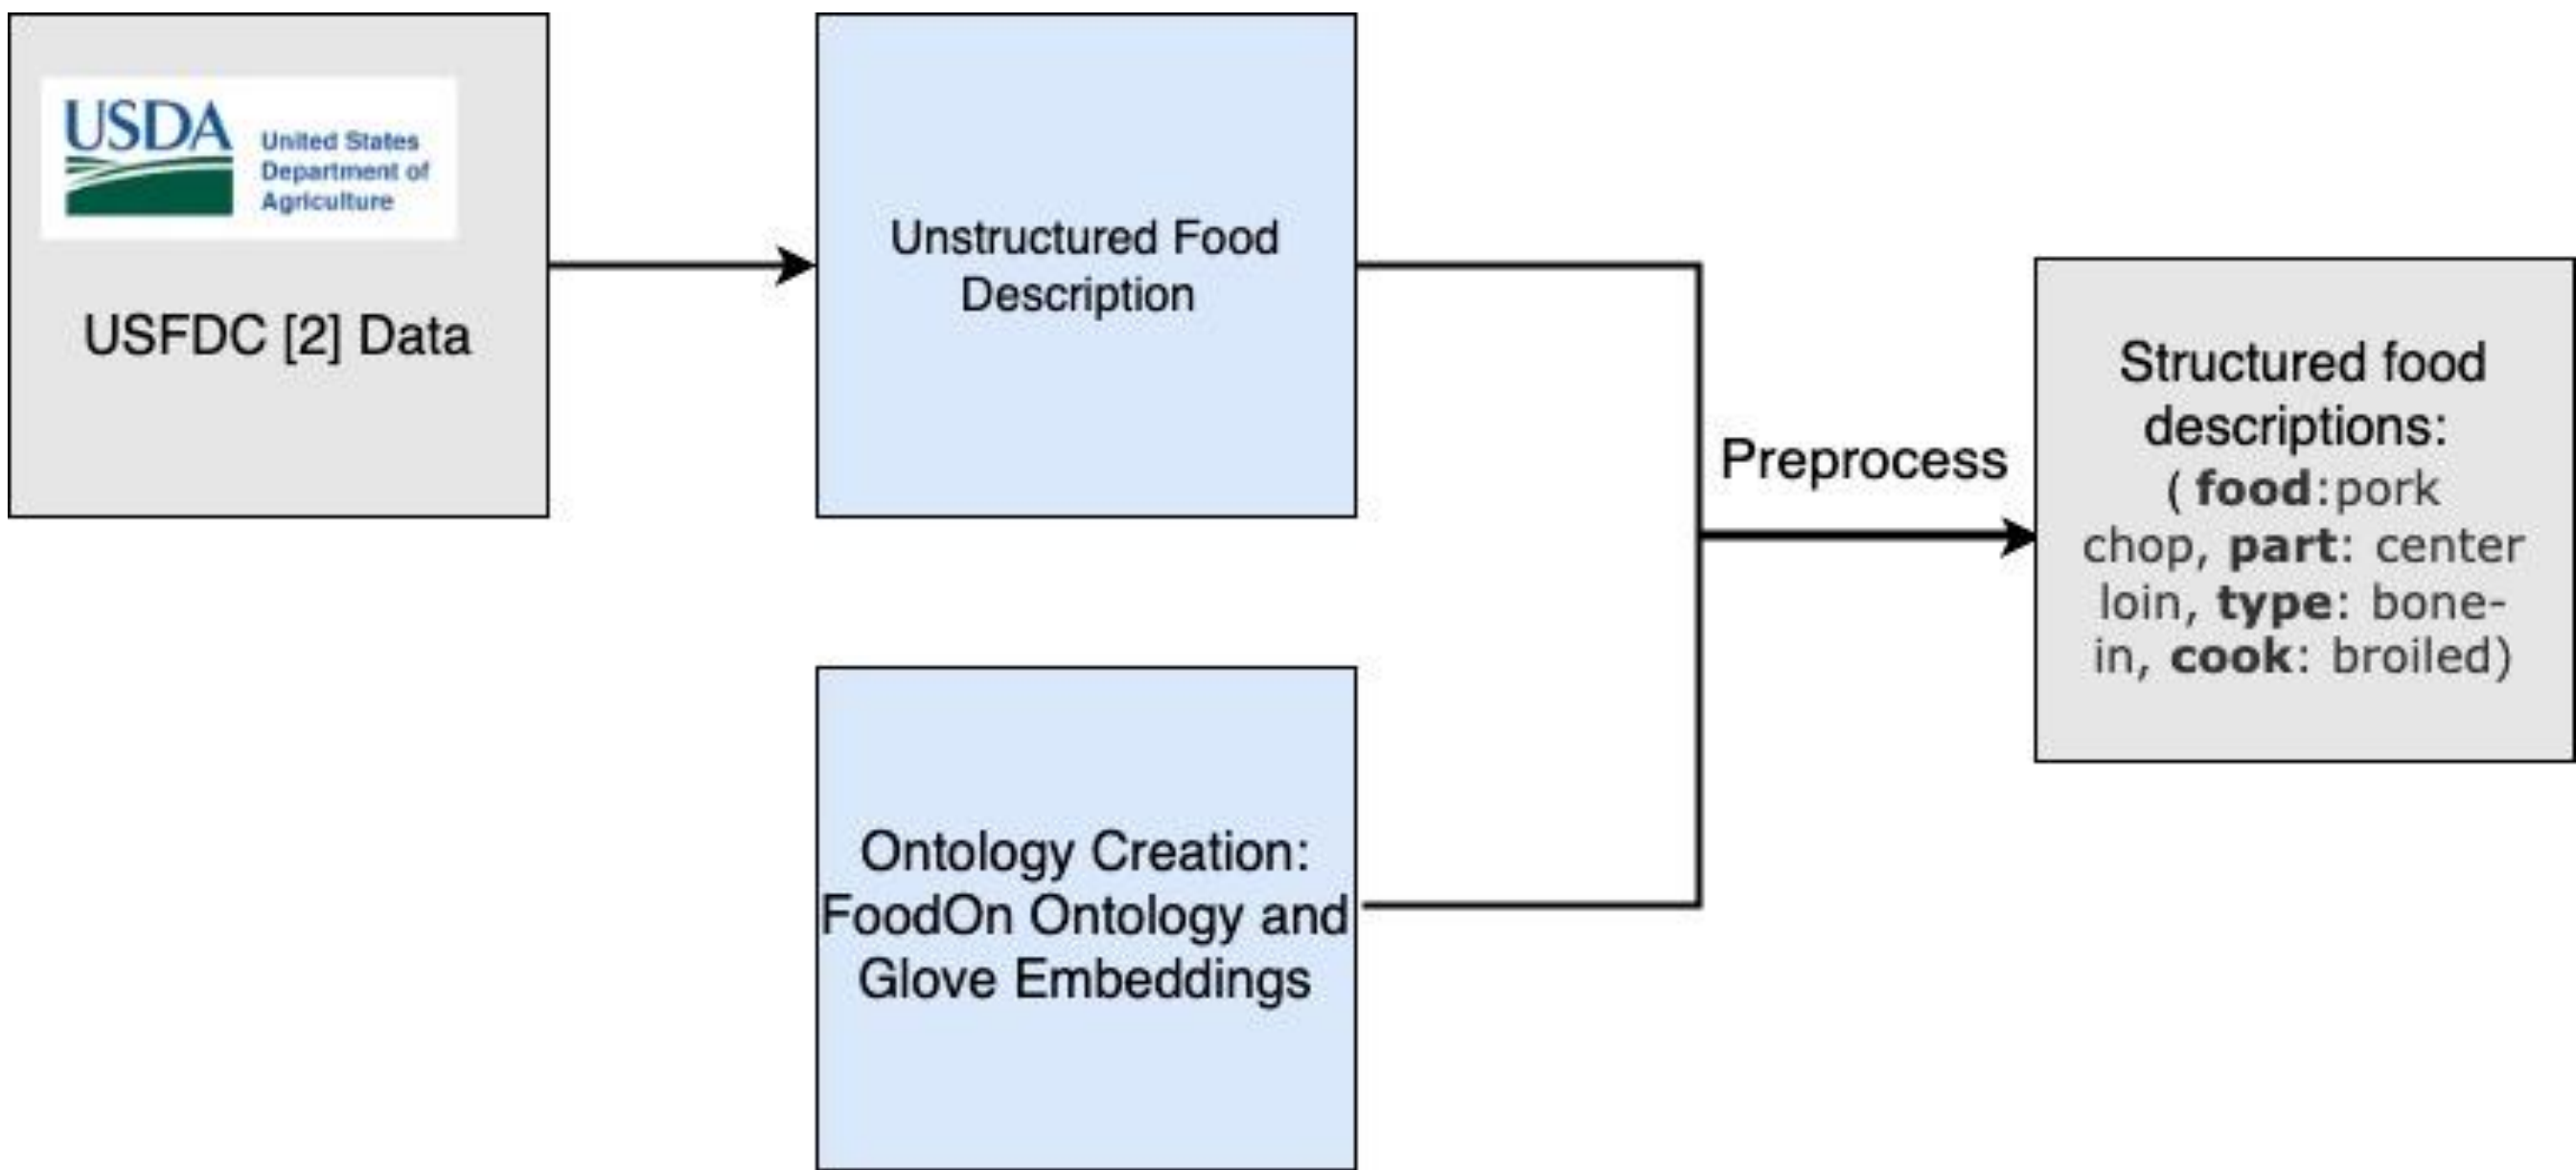 USDA
United States
Department of
Agriculture
USFDC [2] Data
Unstructured Food
Description
Ontology Creation:
FoodOn Ontology and
Glove Embeddings
Preprocess
Structured food
descriptions:
( food:pork
chop, part: center
loin, type: bone-
in, cook: broiled)